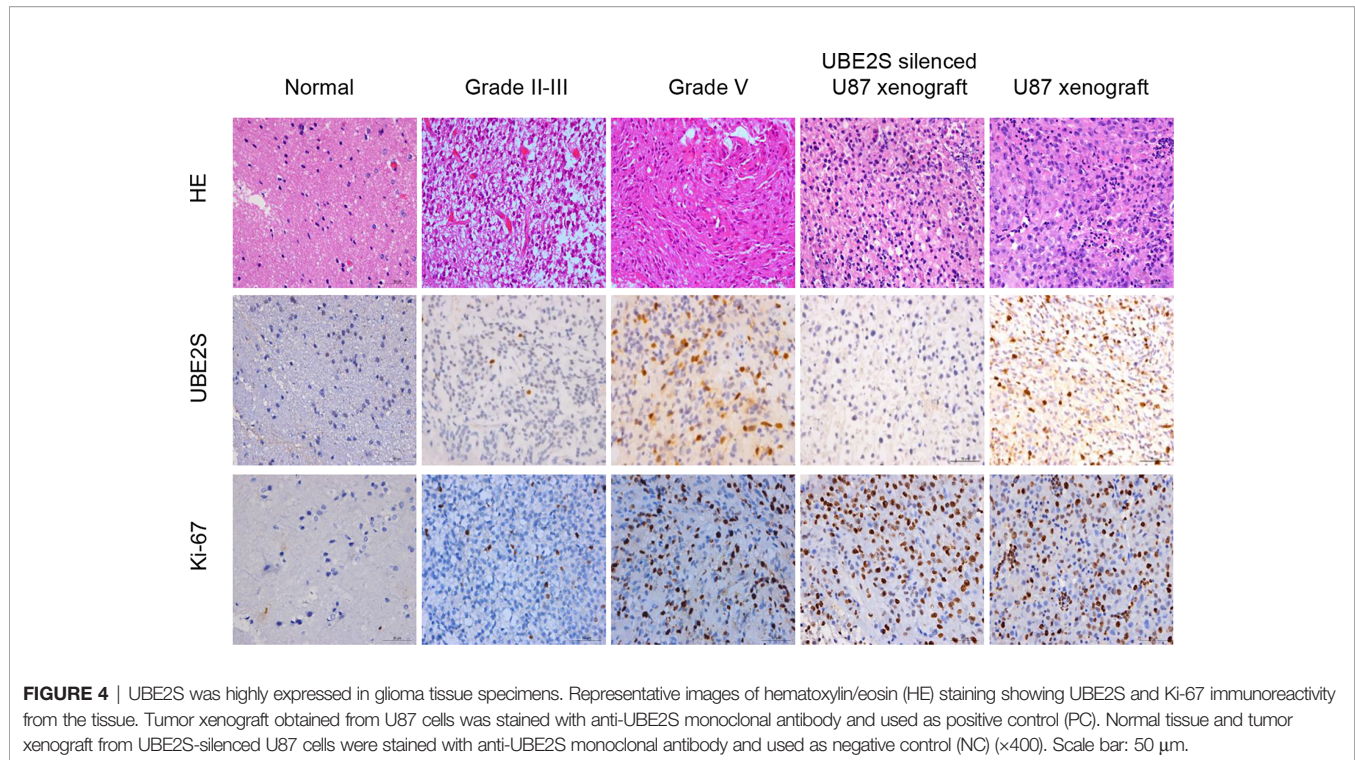 UBE2S silenced
Normal Grade II-III Grade V U87 xenograft U87 xenograft
HE
UBE2S
Ki-67
FIGURE 4 | UBE2S was highly expressed in glioma tissue specimens. Representative images of hematoxylin/eosin (HE) staining showing UBE2S and Ki-67 immunoreactivity
from the tissue. Tumor xenograft obtained from U87 cells was stained with anti-UBE2S monoclonal antibody and used as positive control (PC). Normal tissue and tumor
xenograft from UBE2S-silenced U87 cells were stained with anti-UBE2S monoclonal antibody and used as negative control (NC) (×400). Scale bar: 50 μm.